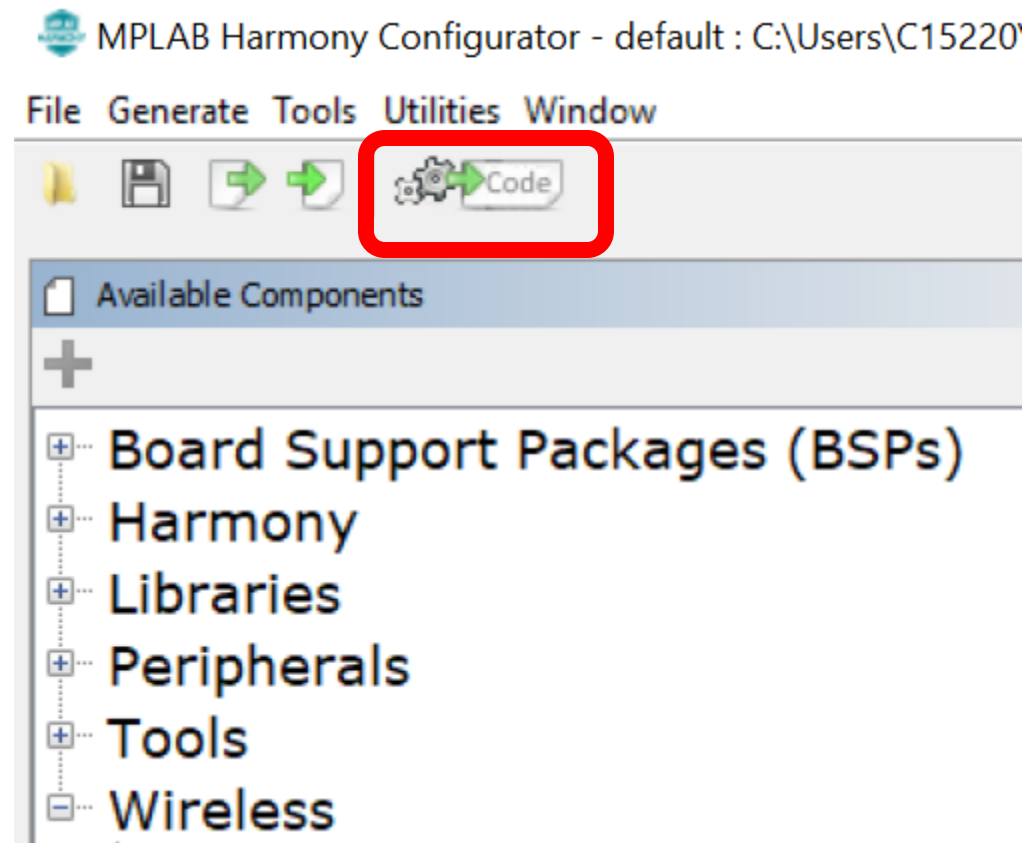 MPLAB Harmony Configurator - default : C:\Users\C15220\
File Generate Tools Utilities Window
Code
Available Components
Board Support Packages (BSPs)
Harmony
Libraries
Peripherals
Tools
Wireless